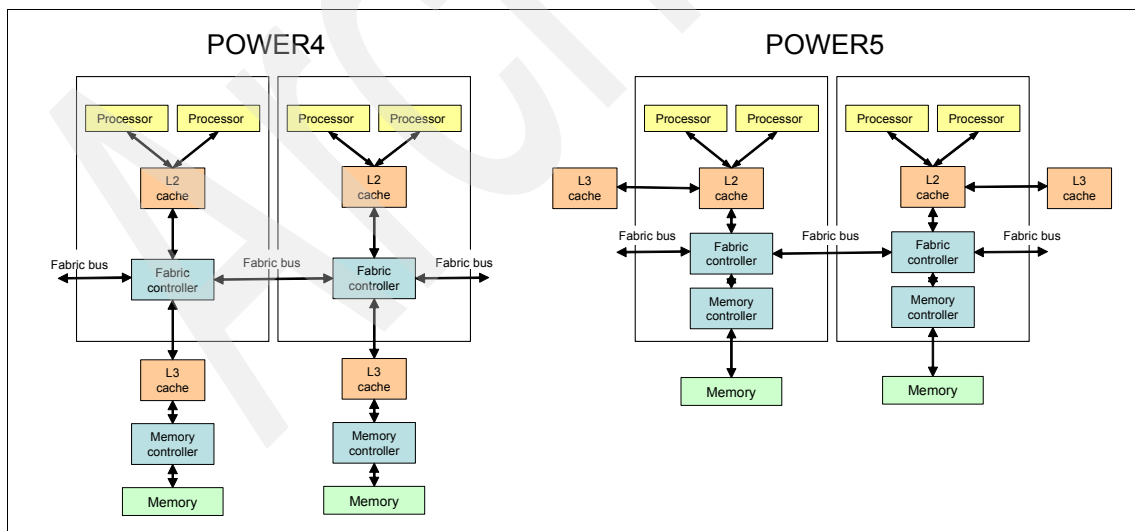 POWER4
POWER5
Processor Processor
Processor Processor
L2
cache
L2
cache
Fabric bus
Fabric
controller
Fabric bus
Fabric
controller
Fabric bus
L3
cache
L3
cache
Memory
controller
Memory
controller
Memory
Memory
Processor Processor
Processor Processor
L3
cache
L2
cache
L2
cache
L3
cache
Fabric bus
Fabric
controller
Fabric bus
Fabric
controller
Fabric bus
Memory
controller
Memory
controller
Memory
Memory